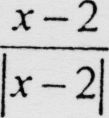 x − 2
|x − 2|